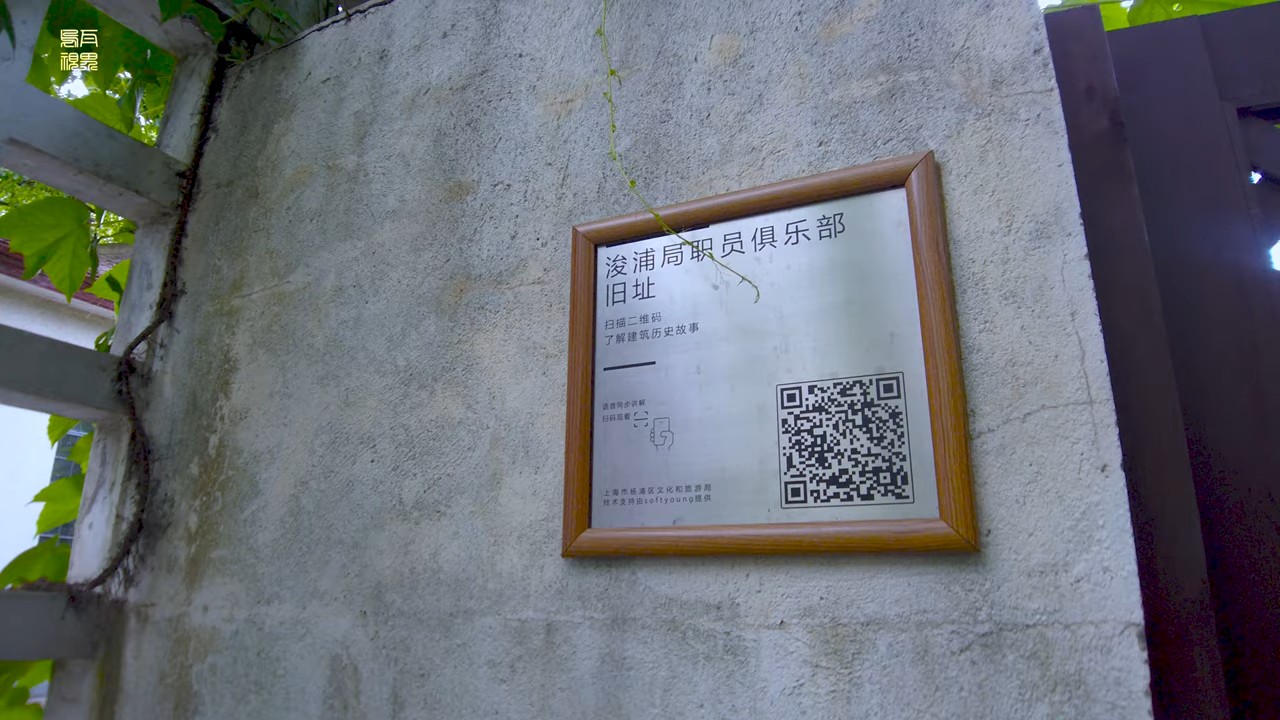 浚浦局职员俱乐部
旧址
扫描二维码
了解建筑历史故事
语音同步讲解
扫码观看
上海市杨浦区文化和旅游局
技术支持由softyoung提供